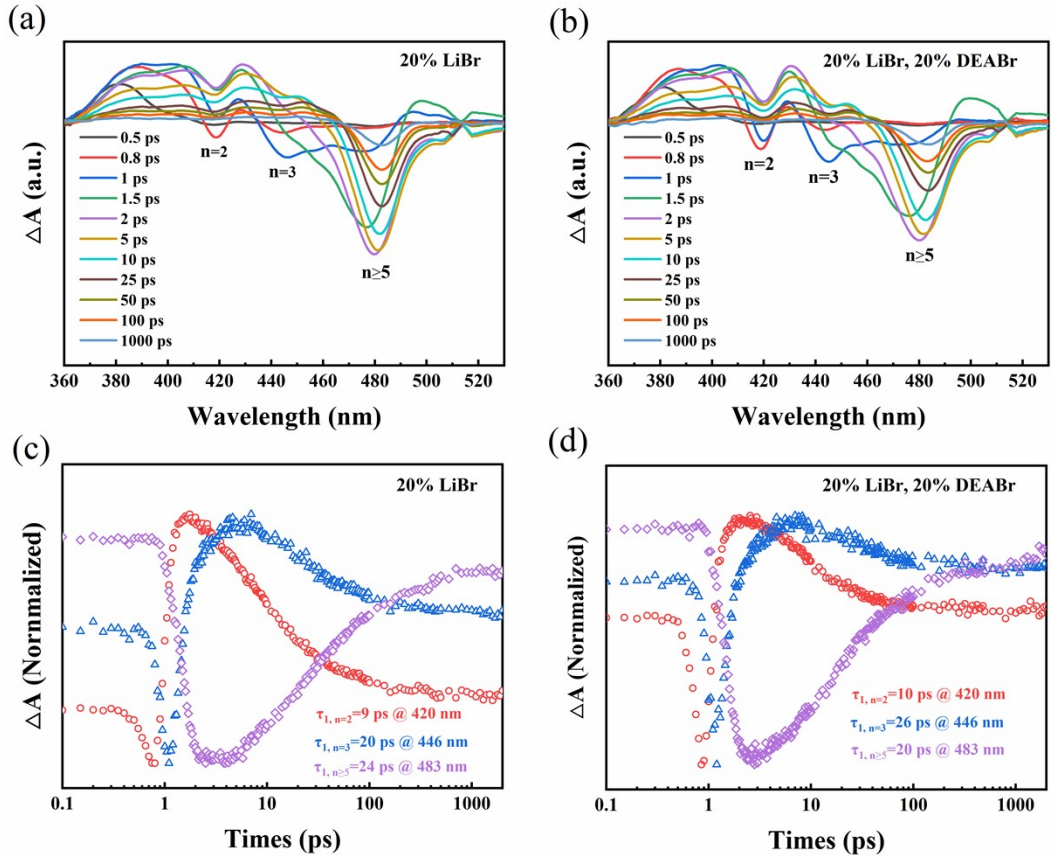 (a)
20% LiBr
△A (a.u.)
0.5 ps
0.8 ps
1 ps
1.5 ps
2 ps
5 ps
10 ps
25 ps
50 ps
100 ps
1000 ps
n=2
n=3
n≥5
360 380 400 420 440 460 480 500 520
Wavelength (nm)
(b)
20% LiBr, 20% DEABr
△A (a.u.)
0.5 ps
0.8 ps
1 ps
1.5 ps
2 ps
5 ps
10 ps
25 ps
50 ps
100 ps
1000 ps
n=2
n=3
n≥5
360 380 400 420 440 460 480 500 520
Wavelength (nm)
(c)
20% LiBr
△A (Nornmalized)
τ1, n=2=9 ps @ 420 nm
τ1, n=3=20 ps @ 446 nm
τ1, n≥5=24 ps @ 483 nm
0.1 1 10 100 1000
Times (ps)
(d)
20% LiBr, 20% DEABr
△A (Nornmalized)
τ1, n=2=10 ps @ 420 nm
τ1, n=3=26 ps @ 446 nm
τ1, n≥5=20 ps @ 483 nm
0.1 1 10 100 1000
Times (ps)